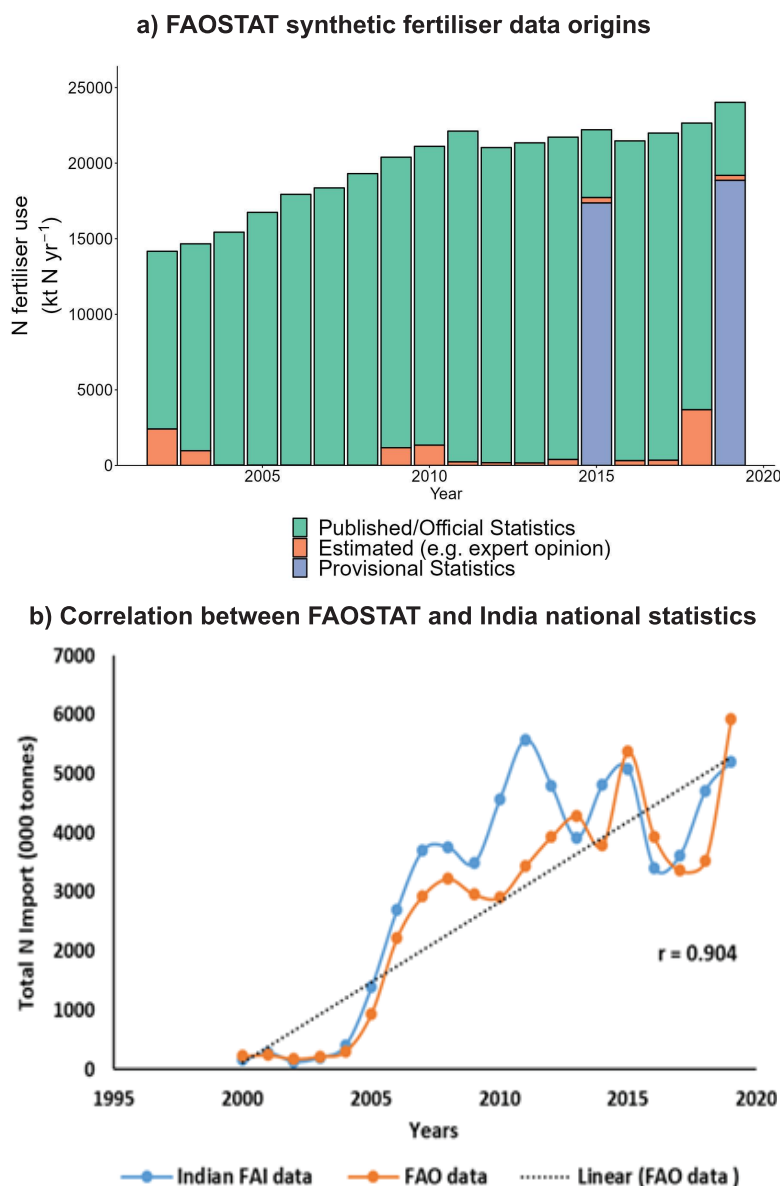 a) FAOSTAT synthetic fertiliser data origins
25000
20000
15000
10000
5000
0
N fertiliser use
(kt N yr⁻¹)
2005
2010
2015
2020
Year
Published/Official Statistics
Estimated (e.g. expert opinion)
Provisional Statistics
b) Correlation between FAOSTAT and India national statistics
7000
6000
5000
4000
3000
2000
1000
0
Total N Import (000 tonnes)
r = 0.904
1995
2000
2005
2010
2015
2020
Years
Indian FAI data
FAO data
Linear (FAO data )